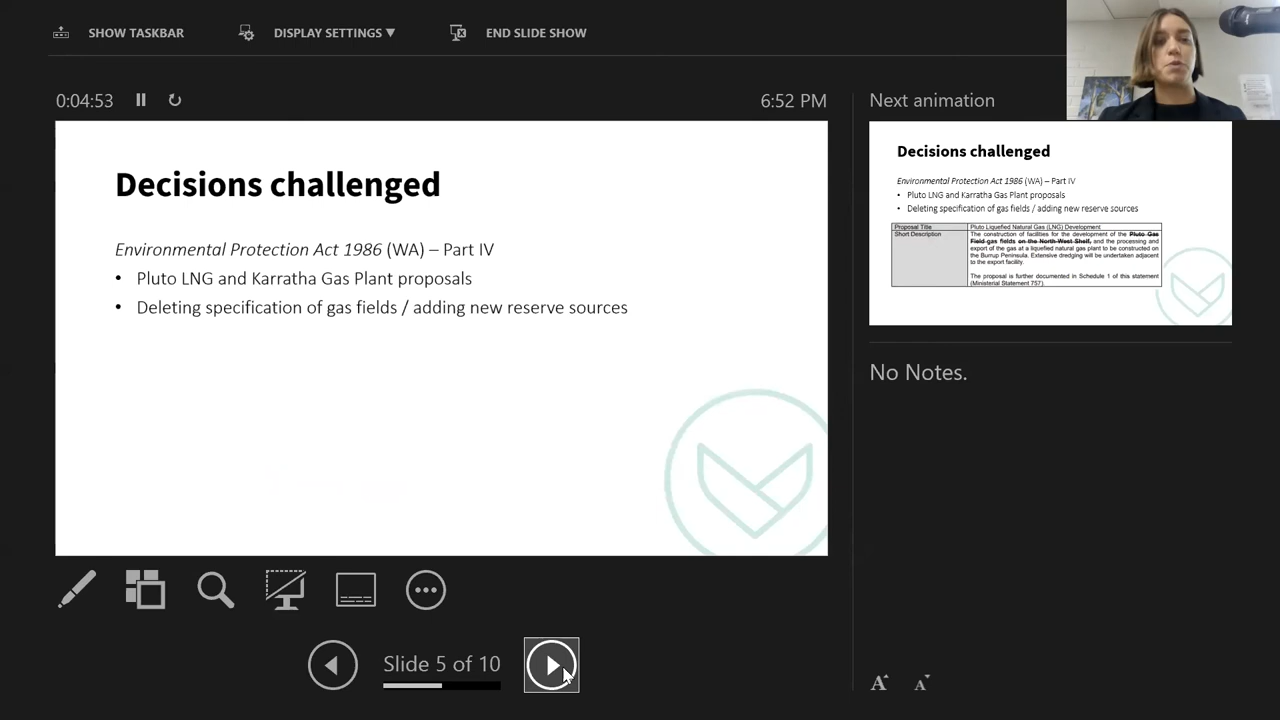 SHOW TASKBAR
DISPLAY SETTINGS ▼
END SLIDE SHOW
0:04:53
6:52 PM
Decisions challenged
Environmental Protection Act 1986 (WA) – Part IV
• Pluto LNG and Karratha Gas Plant proposals
• Deleting specification of gas fields / adding new reserve sources
Slide 5 of 10
Next animation
Decisions challenged
Environmental Protection Act 1986 (WA) – Part IV
• Pluto LNG and Karratha Gas Plant proposals
• Deleting specification of gas fields / adding new reserve sources
Proposal Title Pluto Liquefied Natural Gas (LNG) Development
Short Description The construction of facilities for the development of the Pluto Gas
Field gas fields on the North West Shelf, and the processing and
export of the gas at a liquefied natural gas plant to be constructed on
the Burrup Peninsula. Extensive dredging will be undertaken adjacent
to the export facility.
The proposal is further documented in Schedule 1 of this statement
(Ministerial Statement 757).
No Notes.
A A